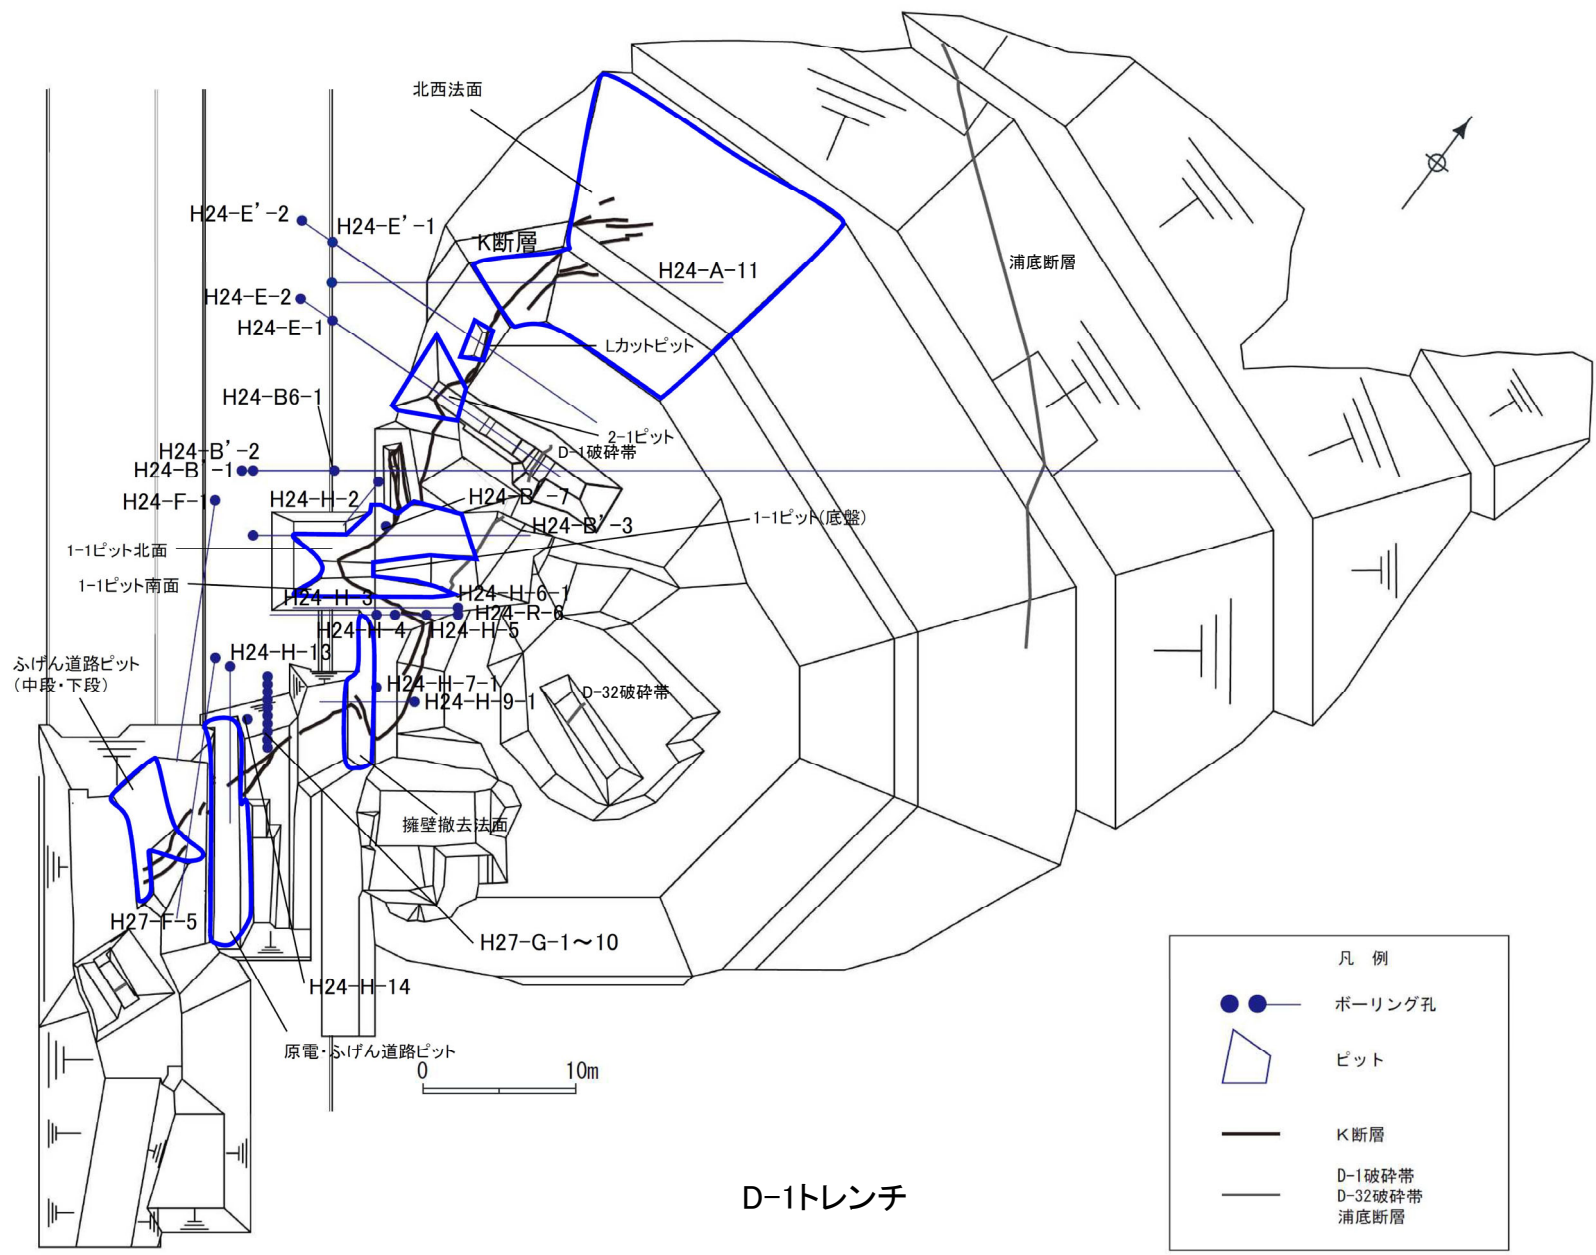 北西法面
H24-E'-2
H24-E'-1
K断層
H24-A-11
浦底断層
H24-E-2
H24-E-1
Lカットピット
H24-B6-1
2-1ピット
D-1破砕帯
H24-B'-2
H24-B'-1
H24-F-1
H24-H-2
H24-B'-7
H24-B'-3
1-1ピット(底盤)
1-1ピット北面
1-1ピット南面
H24-H-3
H24-H-6-1
H24-R-6
H24-H-4
H24-H-5
H24-H-13
ふげん道路ピット
(中段・下段)
H24-H-7-1
H24-H-9-1
D-32破砕帯
擁壁撤去法面
H27-F-5
H27-G-1～10
H24-H-14
原電・ふげん道路ピット
0 10m
凡 例
ボーリング孔
ピット
K断層
D-1破砕帯
D-32破砕帯
浦底断層
D-1トレンチ